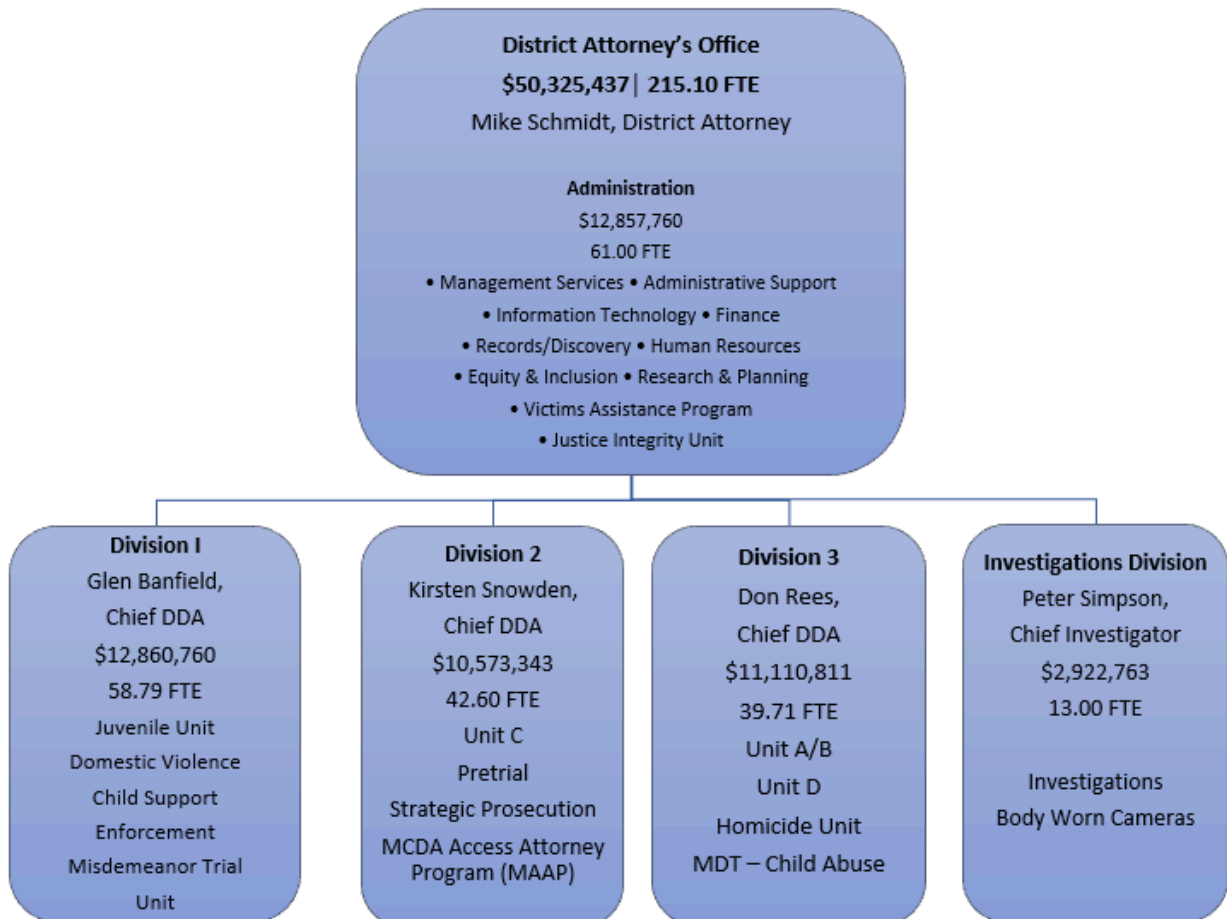 District Attorney's Office
$50,325,437| 215.10 FTE
Mike Schmidt, District Attorney
Administration
$12,857,760
61.00 FTE
• Management Services • Administrative Support
• Information Technology • Finance
• Records/Discovery • Human Resources
• Equity & Inclusion • Research & Planning
• Victims Assistance Program
• Justice Integrity Unit
Division I
Glen Banfield,
Chief DDA
$12,860,760
58.79 FTE
Juvenile Unit
Domestic Violence
Child Support
Enforcement
Misdemeanor Trial
Unit
Division 2
Kirsten Snowden,
Chief DDA
$10,573,343
42.60 FTE
Unit C
Pretrial
Strategic Prosecution
MCDA Access Attorney
Program (MAAP)
Division 3
Don Rees,
Chief DDA
$11,110,811
39.71 FTE
Unit A/B
Unit D
Homicide Unit
MDT – Child Abuse
Investigations Division
Peter Simpson,
Chief Investigator
$2,922,763
13.00 FTE
Investigations
Body Worn Cameras